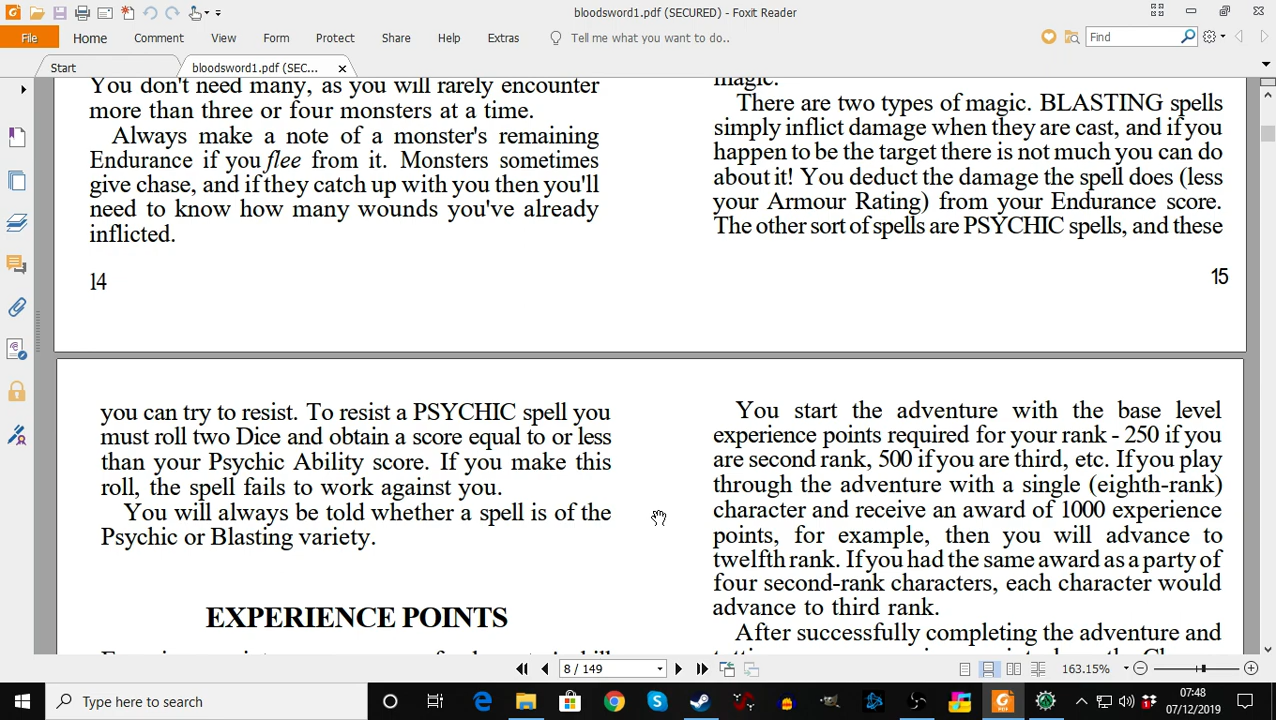 bloodsword1.pdf (SECURED) - Foxit Reader
File
Home
Comment
View
Form
Protect
Share
Help
Extras
Tell me what you want to do..
Find
Start
bloodsword1.pdf (SEC...
You don't need many, as you will rarely encounter
more than three or four monsters at a time.
Always make a note of a monster's remaining
Endurance if you flee from it. Monsters sometimes
give chase, and if they catch up with you then you'll
need to know how many wounds you've already
inflicted.
14
magic.
There are two types of magic. BLASTING spells
simply inflict damage when they are cast, and if you
happen to be the target there is not much you can do
about it! You deduct the damage the spell does (less
your Armour Rating) from your Endurance score.
The other sort of spells are PSYCHIC spells, and these
15
you can try to resist. To resist a PSYCHIC spell you
must roll two Dice and obtain a score equal to or less
than your Psychic Ability score. If you make this
roll, the spell fails to work against you.
You will always be told whether a spell is of the
Psychic or Blasting variety.
EXPERIENCE POINTS
You start the adventure with the base level
experience points required for your rank - 250 if you
are second rank, 500 if you are third, etc. If you play
through the adventure with a single (eighth-rank)
character and receive an award of 1000 experience
points, for example, then you will advance to
twelfth rank. If you had the same award as a party of
four second-rank characters, each character would
advance to third rank.
After successfully completing the adventure and
8 / 149
163.15%
Type here to search
07:48
07/12/2019